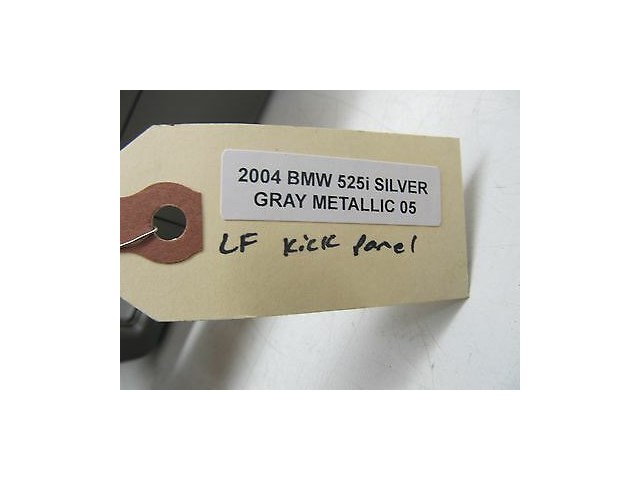 2004 BMW 525i SILVER
GRAY METALLIC 05
LF Kick Panel